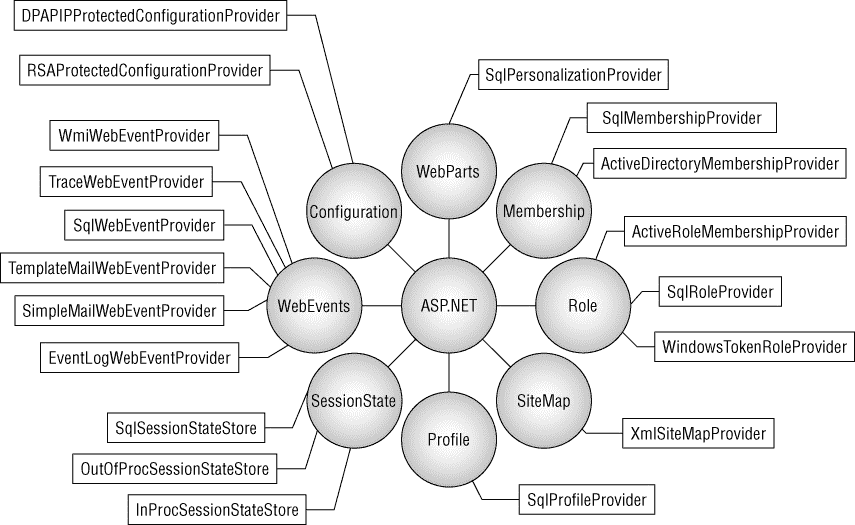 DPAPIPProtectedConfigurationProvider
RSAProtectedConfigurationProvider
SqlPersonalizationProvider
WmiWebEventProvider
SqlMembershipProvider
TraceWebEventProvider
WebParts
ActiveDirectoryMembershipProvider
Configuration
Membership
SqlWebEventProvider
ActiveRoleMembershipProvider
TemplateMailWebEventProvider
SqlRoleProvider
SimpleMailWebEventProvider
WebEvents
ASP.NET
Role
EventLogWebEventProvider
WindowsTokenRoleProvider
SessionState
SiteMap
SqlSessionStateStore
Profile
XmlSiteMapProvider
OutOfProcSessionStateStore
InProcSessionStateStore
SqlProfileProvider